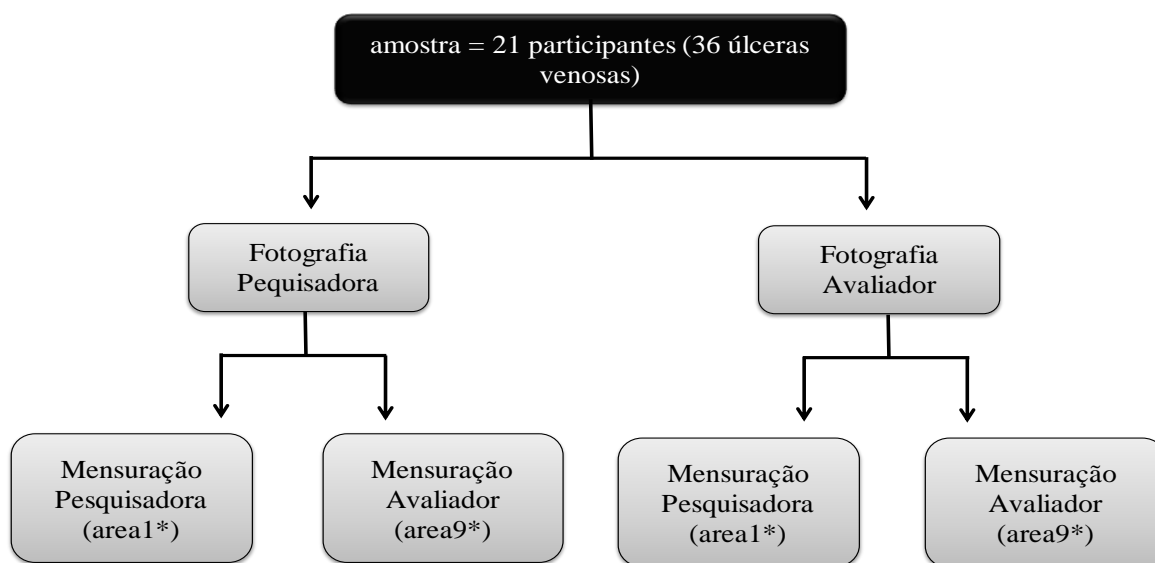 amostra = 21 participantes (36 úlceras
venosas)
Fotografia
Pequisadora
Fotografia
Avaliador
Mensuração
Pesquisadora
(area1*)
Mensuração
Avaliador
(area9*)
Mensuração
Pesquisadora
(area1*)
Mensuração
Avaliador
(area9*)